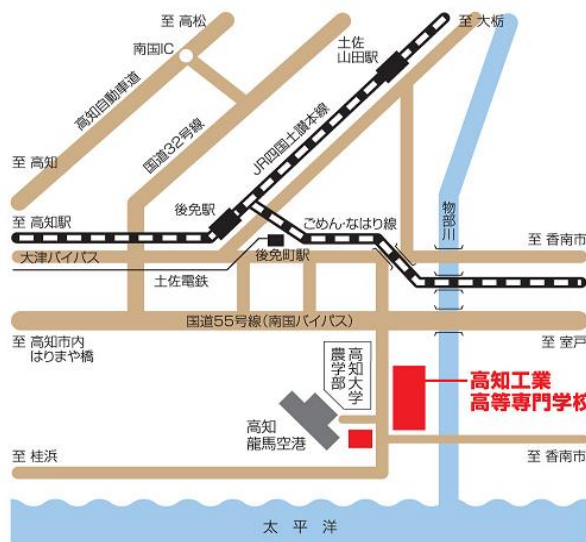 至 高松
至 大栃
南国IC
土佐
山田駅
高知自動車道
国道32号線
JR四国土讃本線
至 高知
後免駅
至 高知駅
ごめん・なはり線
物部川
至 香南市
大津バイパス
後免町駅
土佐電鉄
国道55号線(南国バイパス)
至 高知市内
はりまや橋
至 室戸
高知大学
農学部
高知工業
高等専門学校
高知
龍馬空港
至 桂浜
至 香南市
太平洋